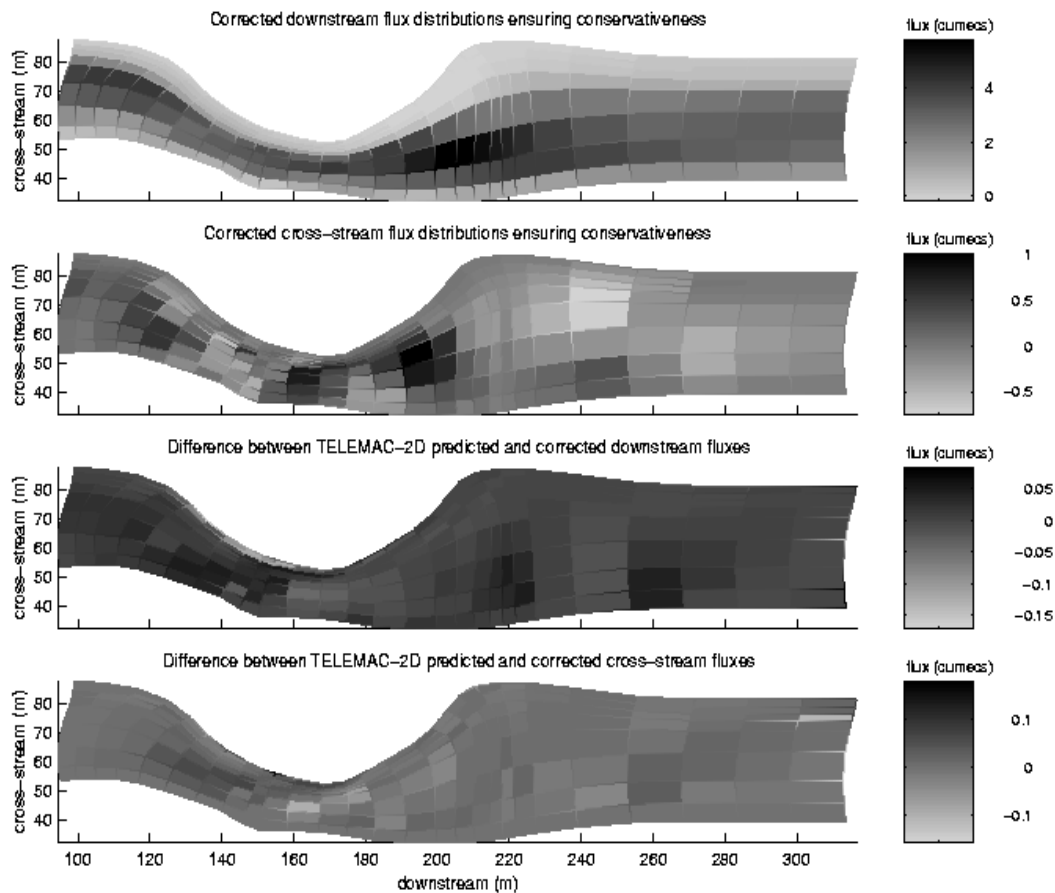 Corrected downstream flux distributions ensuring conservativeness
flux (cumecs)
cross-stream (m)
80
70
60
50
40
4
2
0
Corrected cross-stream flux distributions ensuring conservativeness
flux (cumecs)
cross-stream (m)
80
70
60
50
40
1
0.5
0
-0.5
Difference between TELEMAC-2D predicted and corrected downstream fluxes
flux (cumecs)
cross-stream (m)
80
70
60
50
40
0.05
0
-0.05
-0.1
-0.15
Difference between TELEMAC-2D predicted and corrected cross-stream fluxes
flux (cumecs)
cross-stream (m)
80
70
60
50
40
0.1
0
-0.1
100 120 140 160 180 200 220 240 260 280 300
downstream (m)